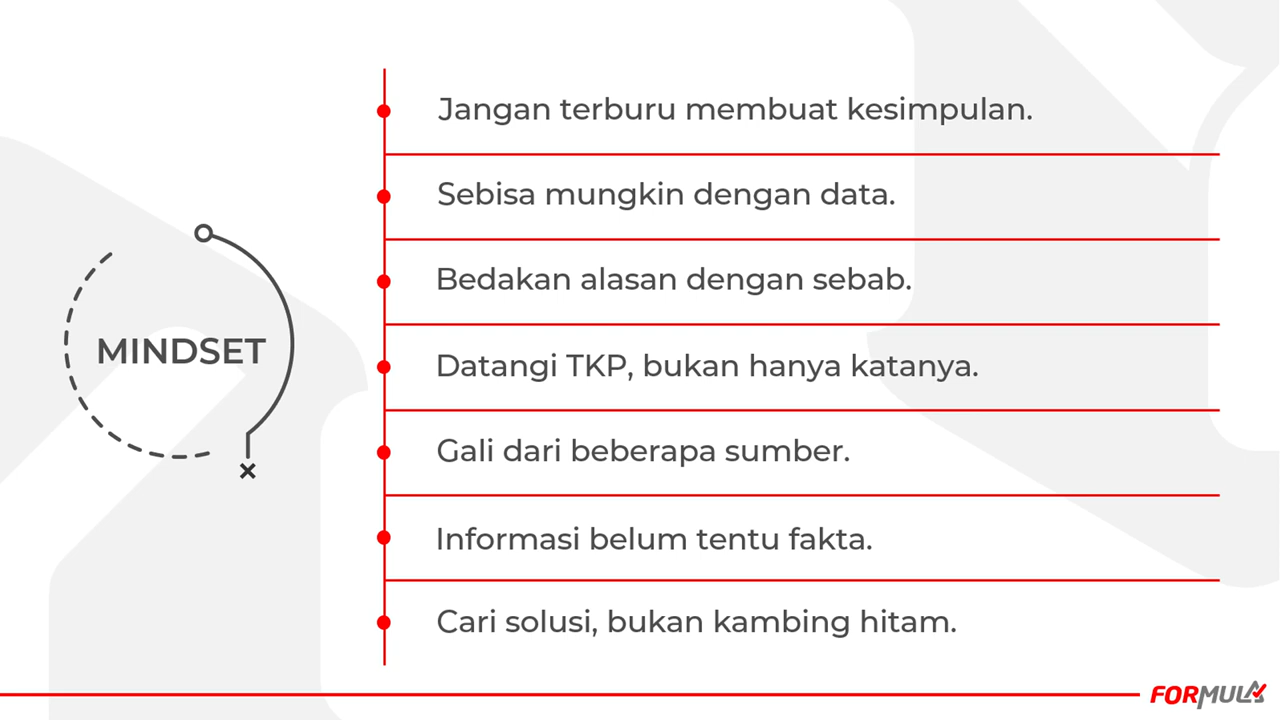 MINDSET
Jangan terburu membuat kesimpulan.
Sebisa mungkin dengan data.
Bedakan alasan dengan sebab.
Datangi TKP, bukan hanya katanya.
Gali dari beberapa sumber.
Informasi belum tentu fakta.
Cari solusi, bukan kambing hitam.
FORMULA